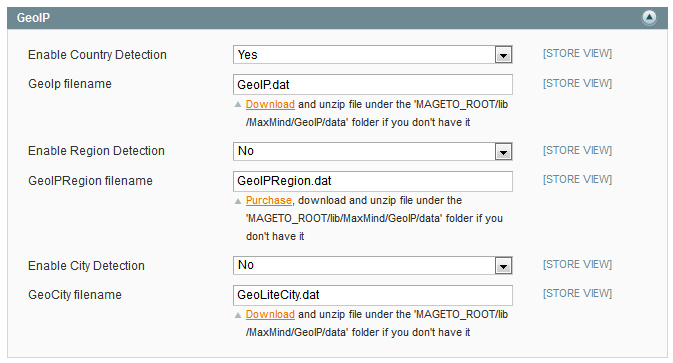 GeoIP
Enable Country Detection Yes [STORE VIEW]
GeoIp filename GeoIP.dat [STORE VIEW]
Download and unzip file under the 'MAGETO_ROOT/lib
/MaxMind/GeoIP/data' folder if you don't have it
Enable Region Detection No [STORE VIEW]
GeoIPRegion filename GeoIPRegion.dat [STORE VIEW]
Purchase, download and unzip file under the
'MAGETO_ROOT/lib/MaxMind/GeoIP/data' folder if you
don't have it
Enable City Detection No [STORE VIEW]
GeoCity filename GeoLiteCity.dat [STORE VIEW]
Download and unzip file under the 'MAGETO_ROOT/lib
/MaxMind/GeoIP/data' folder if you don't have it